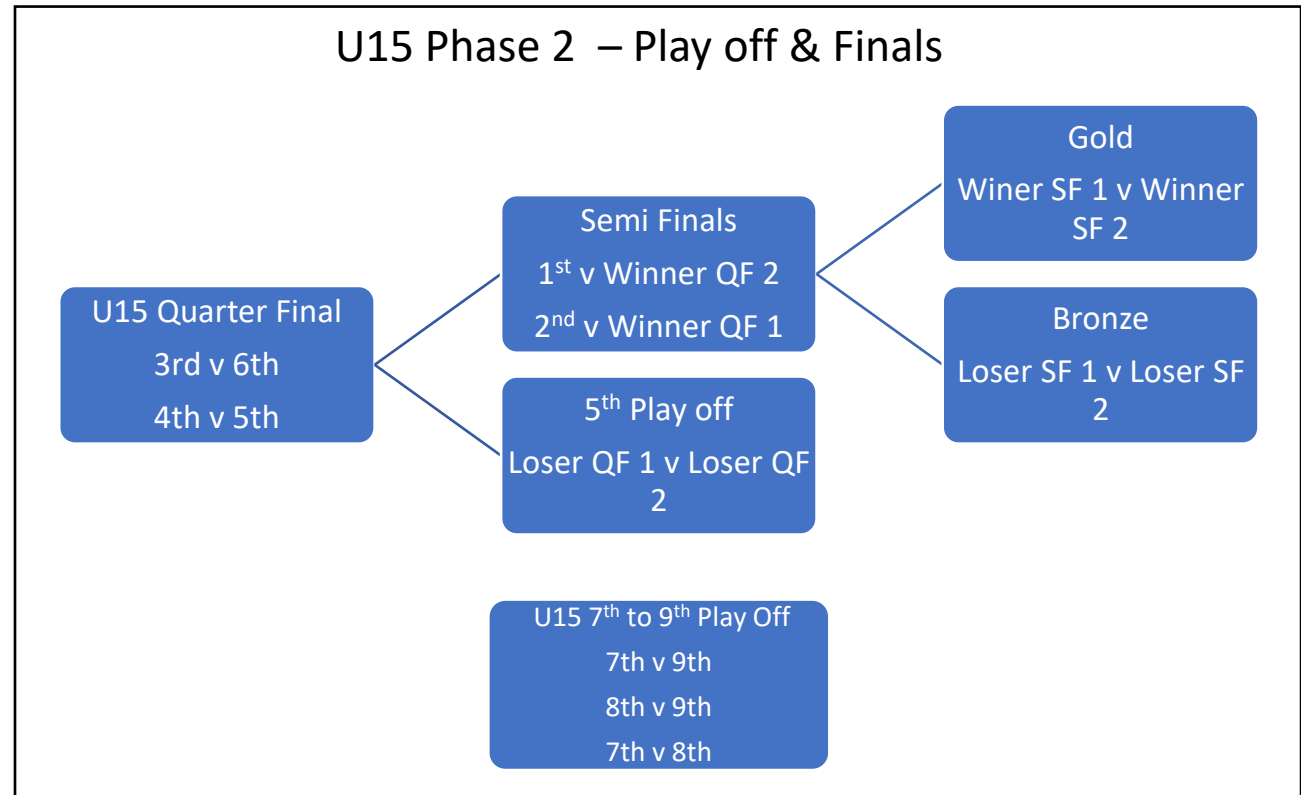 U15 Phase 2 – Play off & Finals
U15 Quarter Final
3rd v 6th
4th v 5th
Semi Finals
1st v Winner QF 2
2nd v Winner QF 1
5th Play off
Loser QF 1 v Loser QF
2
Gold
Winer SF 1 v Winner
SF 2
Bronze
Loser SF 1 v Loser SF
2
U15 7th to 9th Play Off
7th v 9th
8th v 9th
7th v 8th